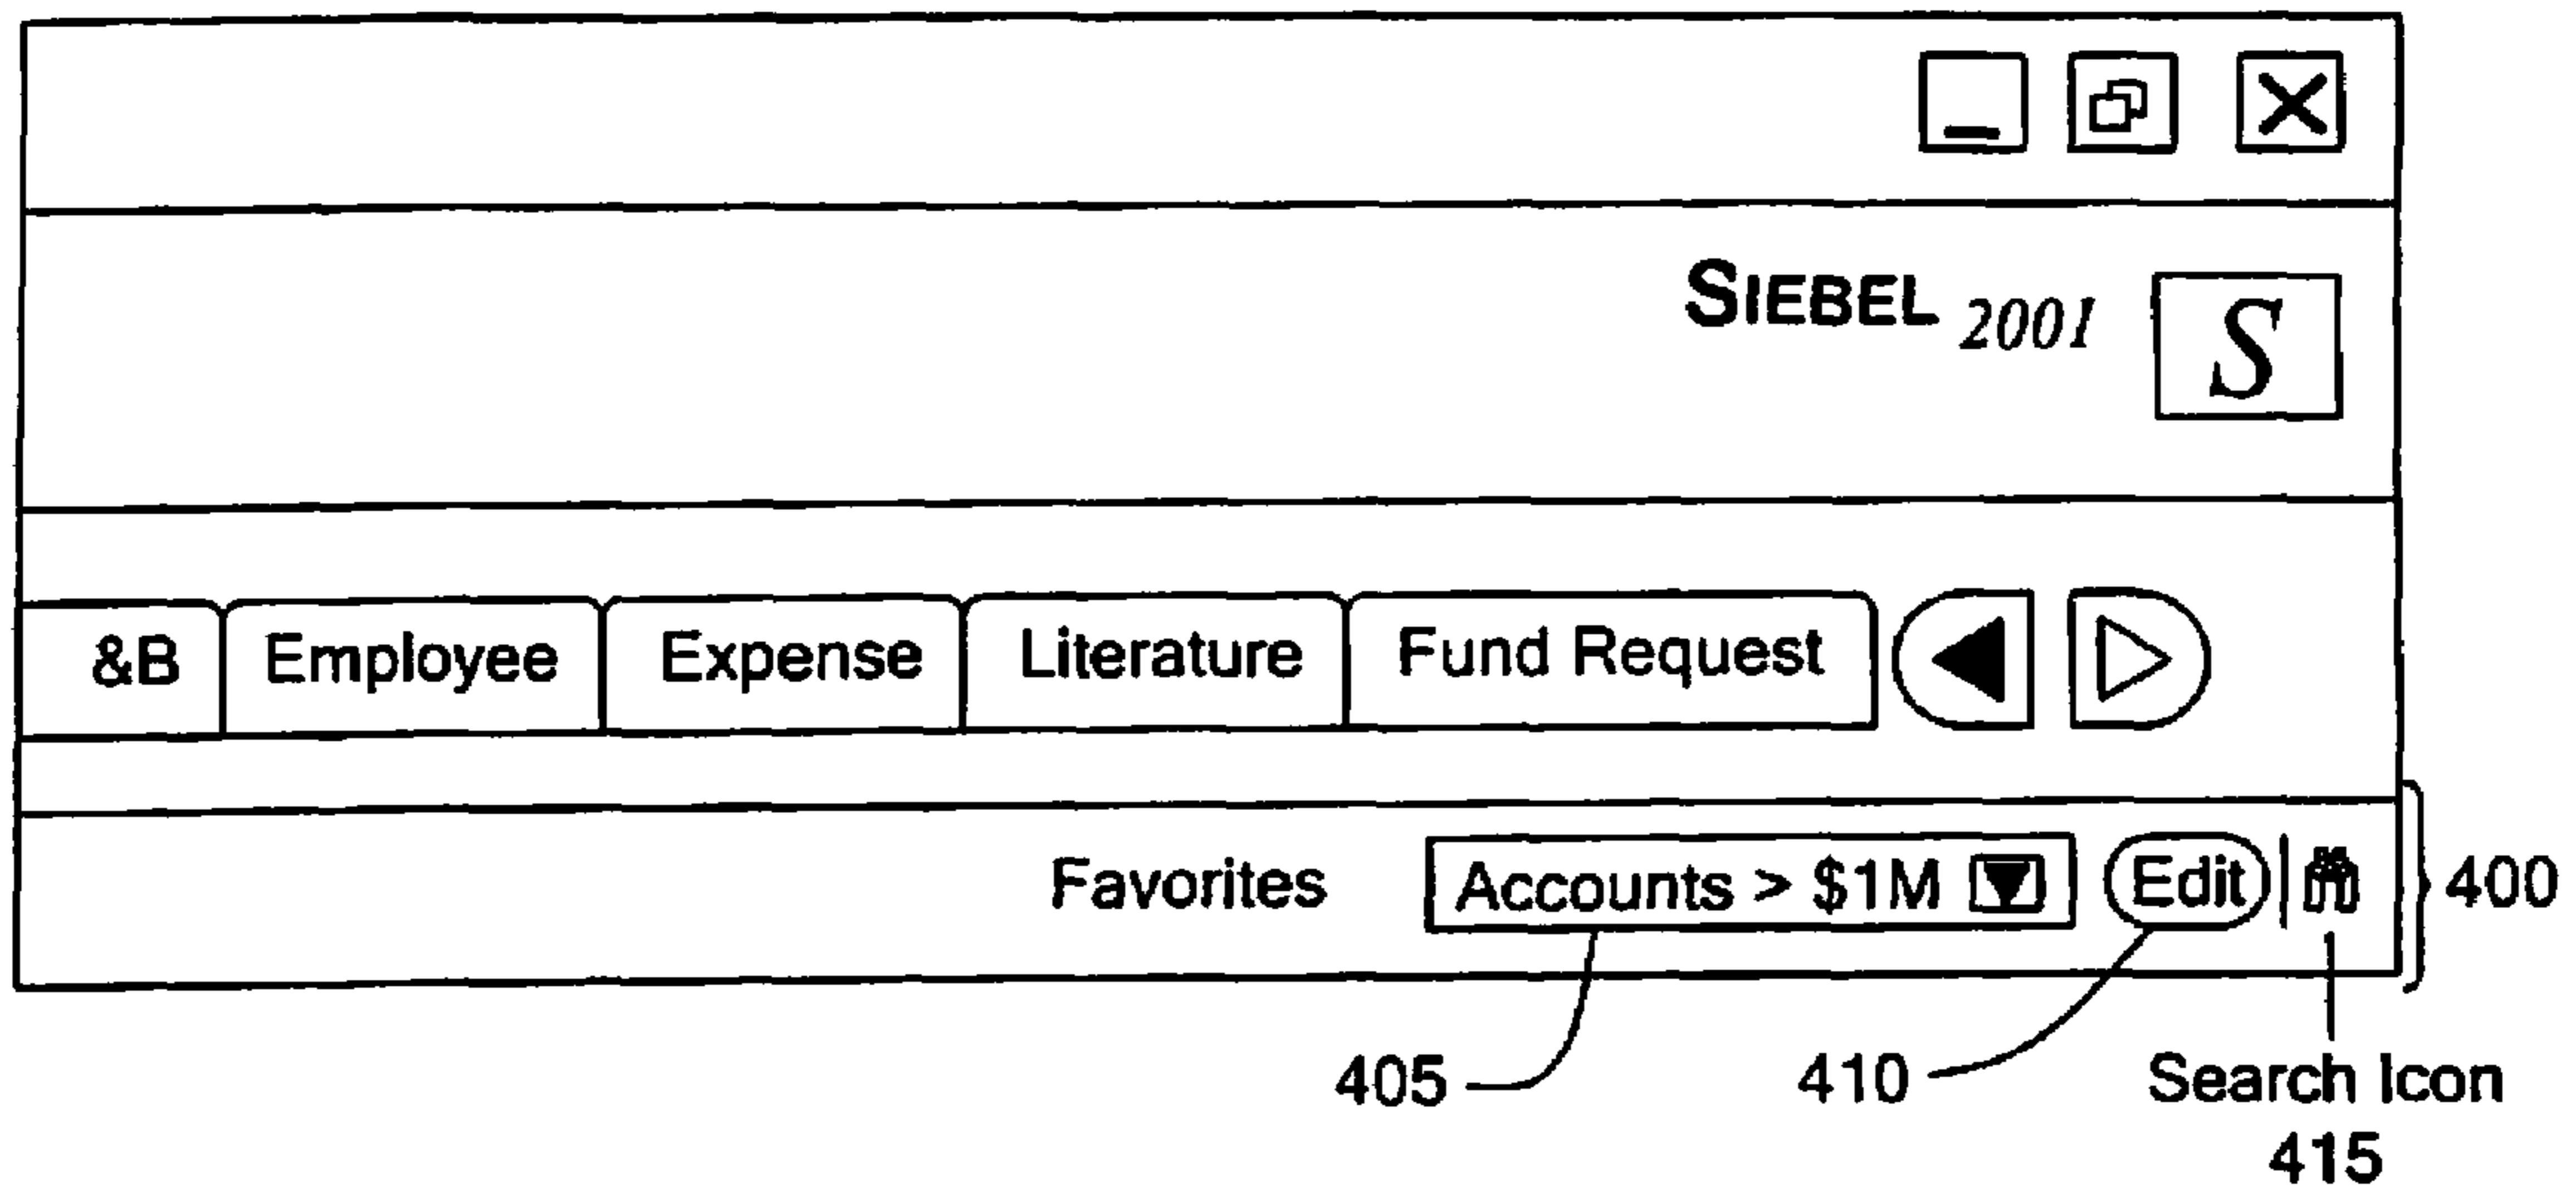 SIEBEL 2001 S
&B Employee Expense Literature Fund Request
Favorites Accounts > $1M Edit 400
405 410 Search Icon
415